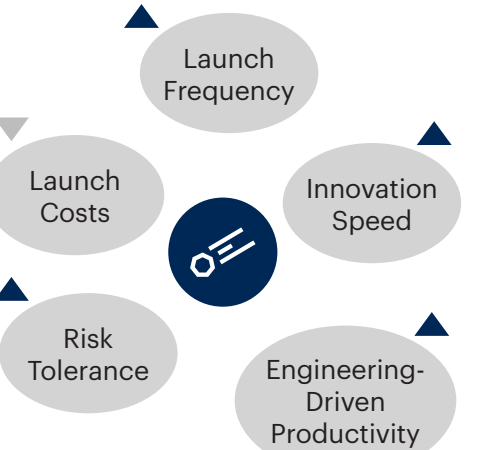 Launch
Frequency
Launch
Costs
Innovation
Speed
Risk
Tolerance
Engineering-
Driven
Productivity